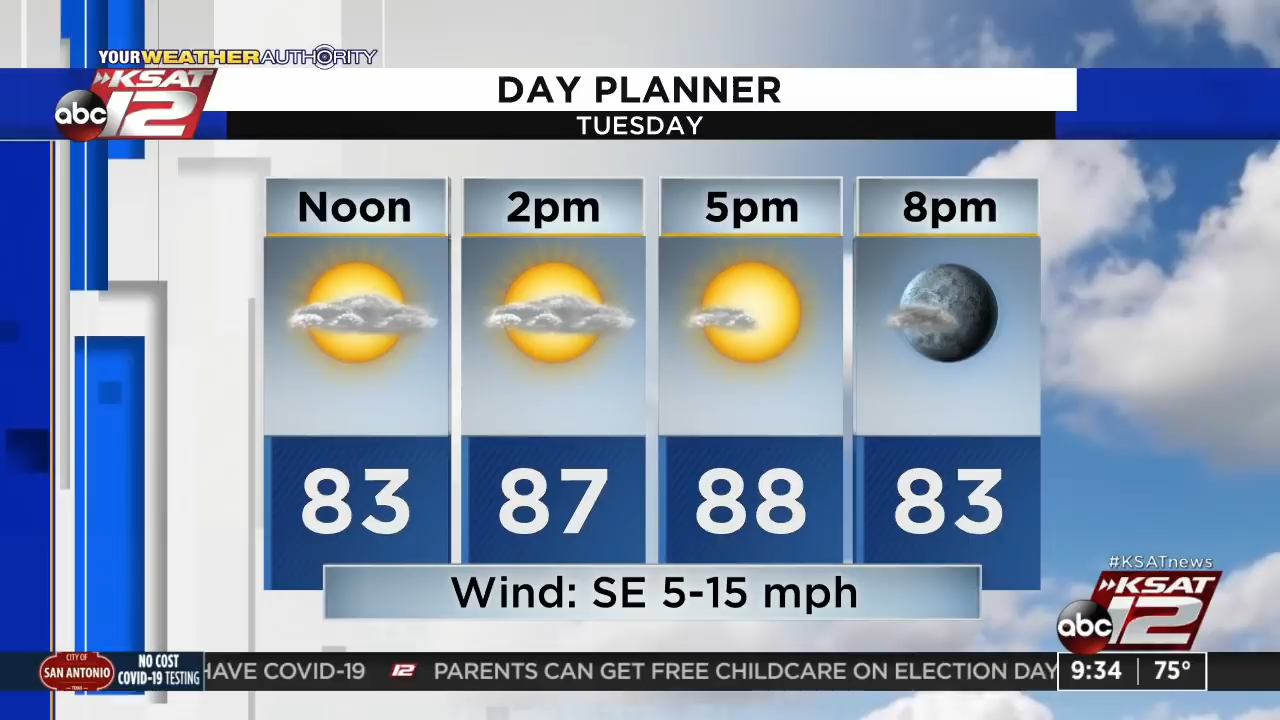 YOUR WEATHER AUTHORITY
KSAT
abc 12
DAY PLANNER
TUESDAY
Noon 2pm 5pm 8pm
83 87 88 83
Wind: SE 5-15 mph
#KSATnews
KSAT
abc 12
CITY OF
SAN ANTONIO
TEXAS
NO COST
COVID-19 TESTING
HAVE COVID-19 12 PARENTS CAN GET FREE CHILDCARE ON ELECTION DAY
9:34 75°